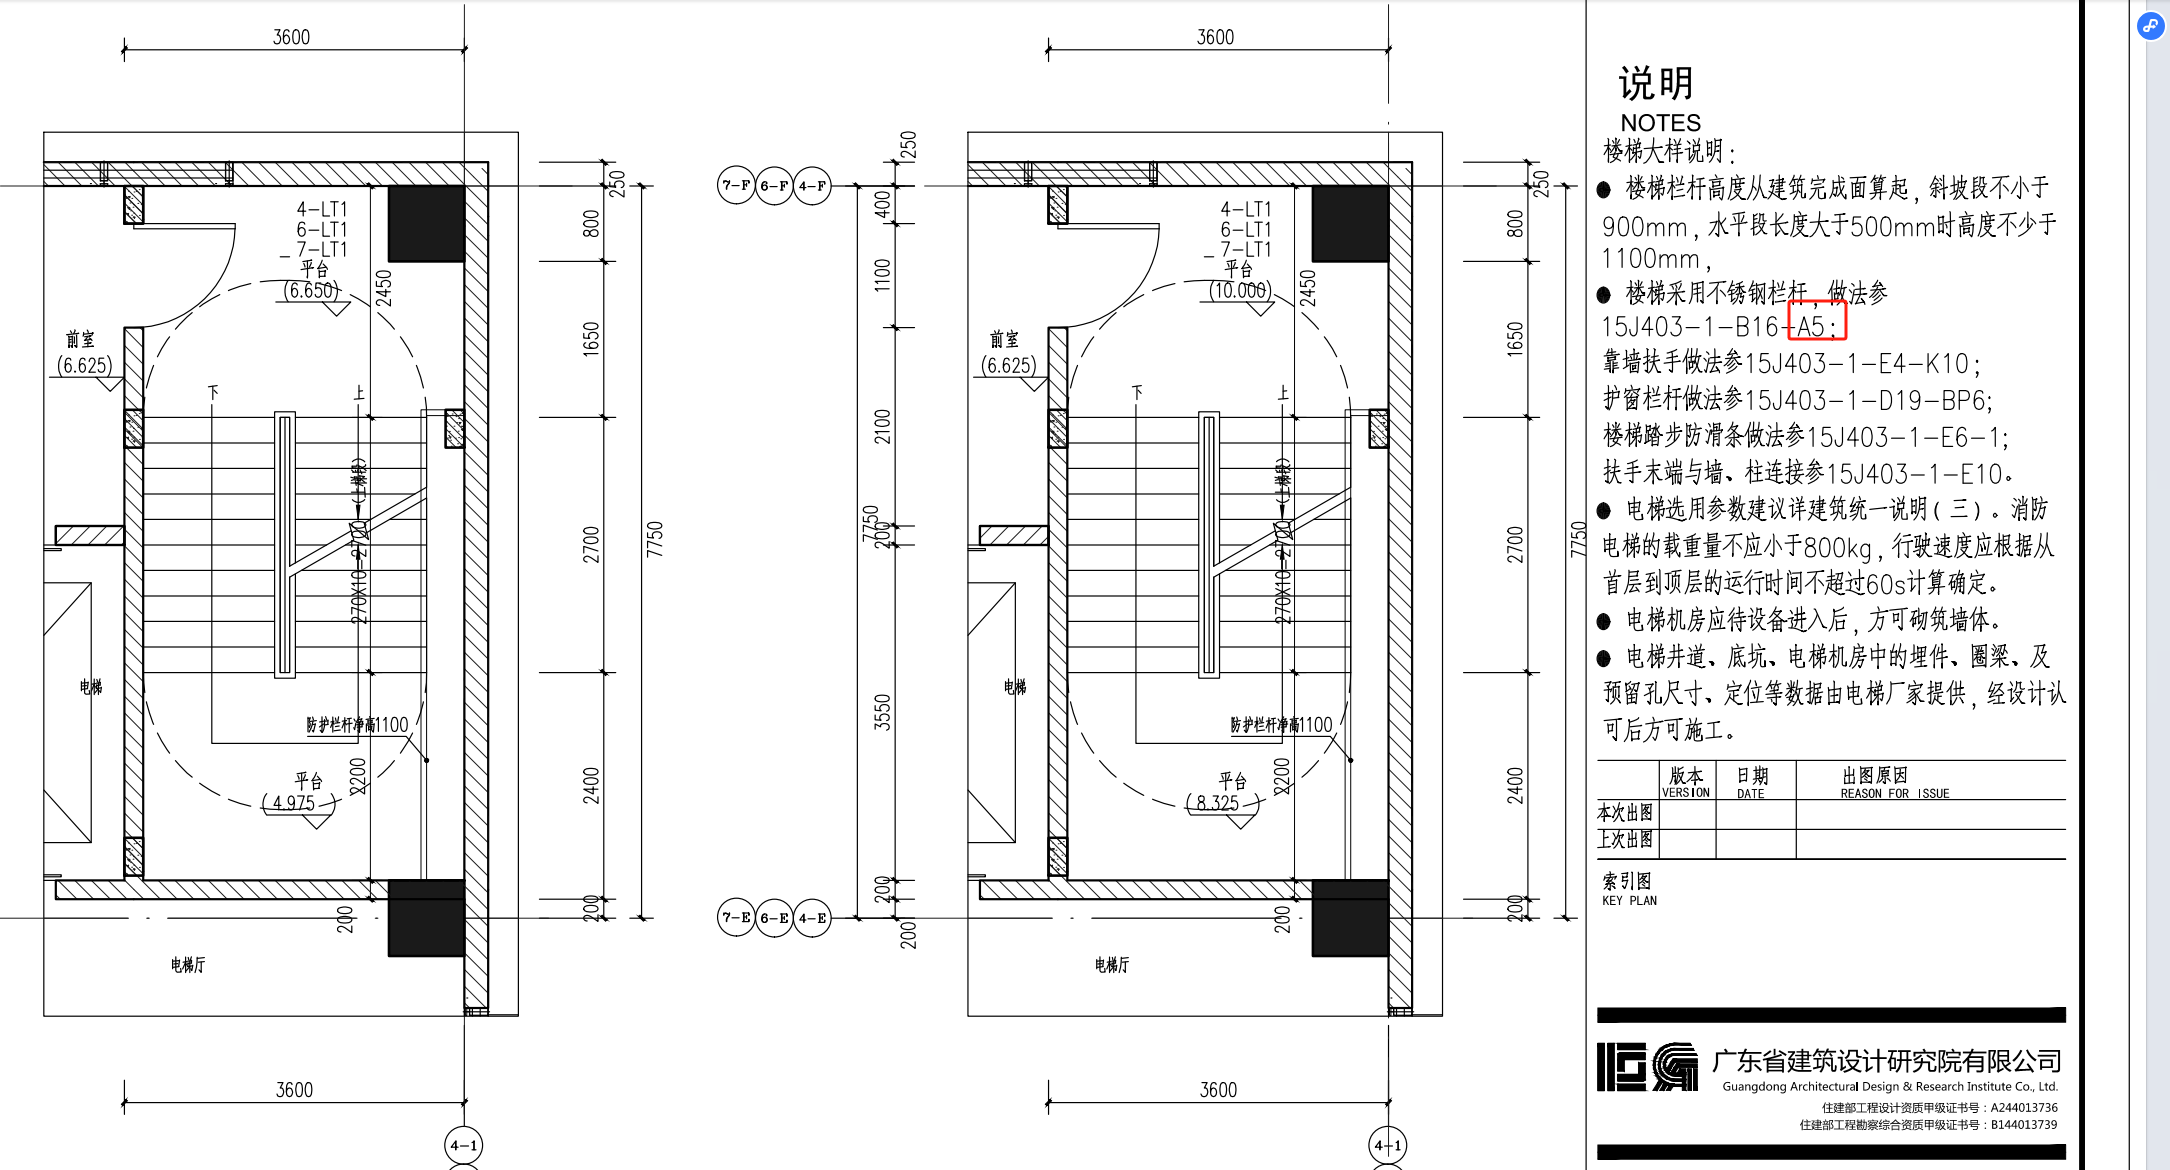 3600
4-LT1
6-LT1
7-LT1
平台
(6.650)
2450
前室
(6.625)
下
上
270X10=2700(上梯段)
电梯
防护栏杆净高1100
2200
平台
(4.975)
200
电梯厅
250
800
1650
2700
7750
2400
200
3600
4-1
3600
7-F 6-F 4-F
250
400
1100
2100
7750
200
3550
200
200
7-E 6-E 4-E
4-LT1
6-LT1
7-LT1
平台
(10.000)
2450
前室
(6.625)
下
上
270X10=2700(上梯段)
电梯
防护栏杆净高1100
2200
平台
(8.325)
200
电梯厅
250
800
1650
2700
7750
2400
200
3600
4-1
说明
NOTES
楼梯大样说明：
● 楼梯栏杆高度从建筑完成面算起，斜坡段不小于
900mm，水平段长度大于500mm时高度不少于
1100mm，
● 楼梯采用不锈钢栏杆，做法参
15J403-1-B16-A5；
靠墙扶手做法参15J403-1-E4-K10；
护窗栏杆做法参15J403-1-D19-BP6;
楼梯踏步防滑条做法参15J403-1-E6-1;
扶手末端与墙、柱连接参15J403-1-E10。
● 电梯选用参数建议详建筑统一说明(三)。消防
电梯的载重量不应小于800kg，行驶速度应根据从
首层到顶层的运行时间不超过60s计算确定。
● 电梯机房应待设备进入后，方可砌筑墙体。
● 电梯井道、底坑、电梯机房中的埋件、圈梁、及
预留孔尺寸、定位等数据由电梯厂家提供，经设计认
可后方可施工。
版本 日期 出图原因
VERSION DATE REASON FOR ISSUE
本次出图
上次出图
索引图
KEY PLAN
广东省建筑设计研究院有限公司
Guangdong Architectural Design & Research Institute Co., Ltd.
住建部工程设计资质甲级证书号：A244013736
住建部工程勘察综合资质甲级证书号：B144013739